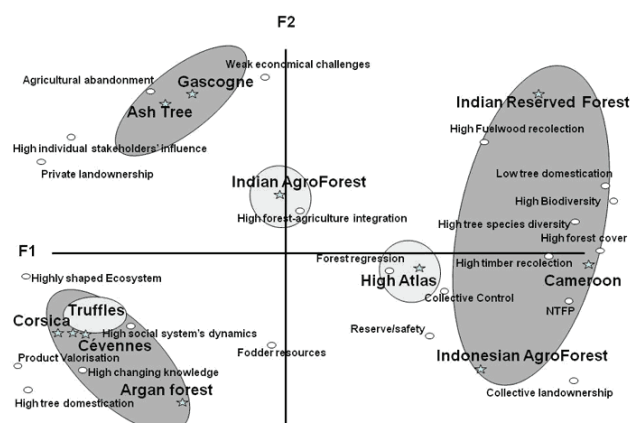 F2
Weak economical challenges
Agricultural abandonment
Gascogne
Ash Tree
Indian Reserved Forest
High Fuelwood recolection
High individual stakeholders' influence
Private landownership
Indian AgroForest
Low tree domestication
High Biodiversity
High forest-agriculture integration
High tree species diversity
High forest cover
F1
Forest regression
High timber recolection
Highly shaped Ecosystem
High Atlas
Cameroon
Collective Control
NTFP
Truffles
Corsica
High social system's dynamics
Reserve/safety
Cévennes
Fodder resources
Indonesian AgroForest
Product Valorisation
High changing knowledge
Argan forest
Collective landownership
High tree domestication